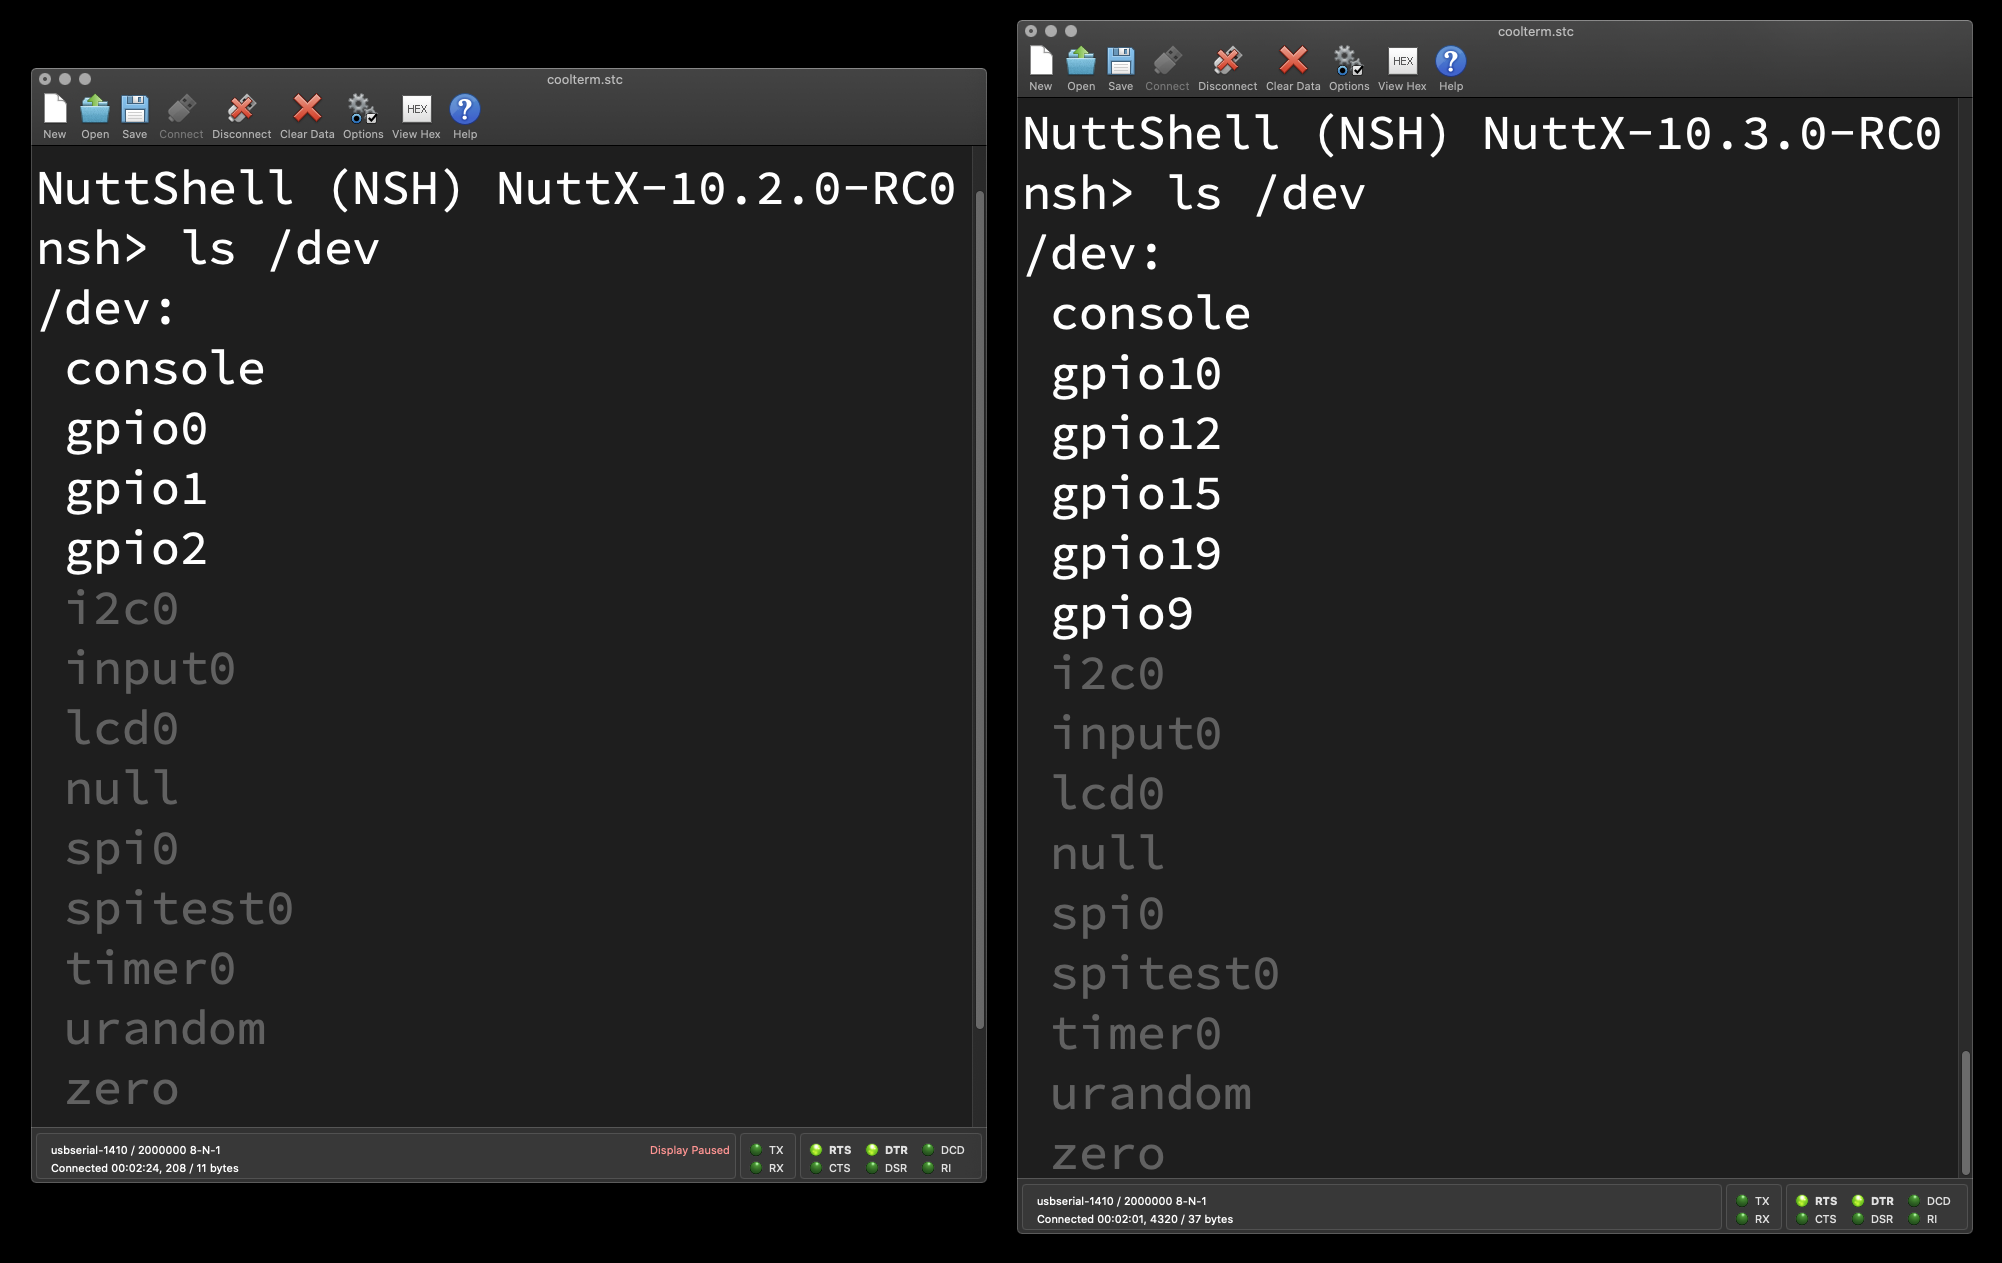 coolterm.stc
New Open Save Connect Disconnect Clear Data Options View Hex Help
HEX
NuttShell (NSH) NuttX-10.2.0-RC0
nsh> ls /dev
/dev:
console
gpio0
gpio1
gpio2
i2c0
input0
lcd0
null
spi0
spitest0
timer0
urandom
zero
usbserial-1410 / 2000000 8-N-1 Display Paused TX RTS DTR DCD
Connected 00:02:24, 208 / 11 bytes RX CTS DSR RI
coolterm.stc
HEX
New Open Save Connect Disconnect Clear Data Options View Hex Help
NuttShell (NSH) NuttX-10.3.0-RC0
nsh> ls /dev
/dev:
console
gpio10
gpio12
gpio15
gpio19
gpio9
i2c0
input0
lcd0
null
spi0
spitest0
timer0
urandom
zero
usbserial-1410 / 2000000 8-N-1 TX RTS DTR DCD
Connected 00:02:01, 4320 / 37 bytes RX CTS DSR RI